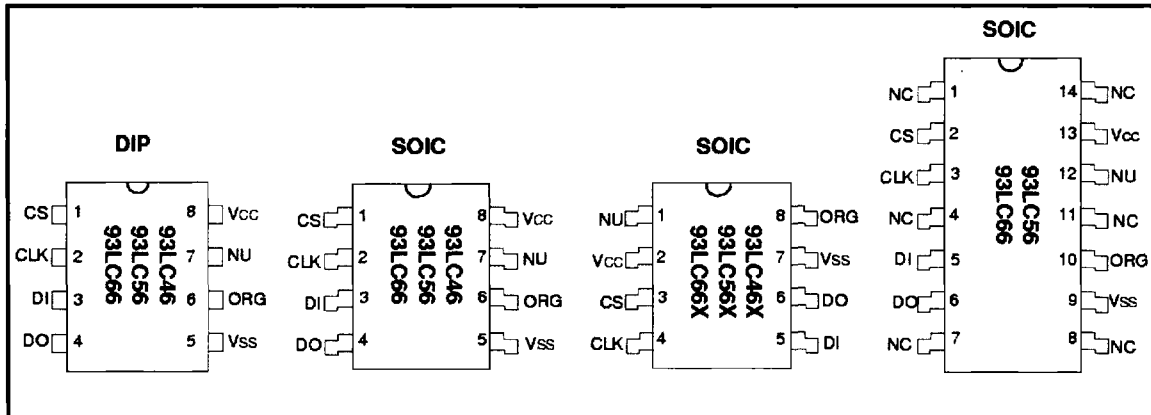 DIP
CS 1 8 VCC
CLK 2 7 NU
DI 3 6 ORG
DO 4 5 VSS
93LC46
93LC56
93LC66
SOIC
CS 1 8 VCC
CLK 2 7 NU
DI 3 6 ORG
DO 4 5 VSS
93LC46
93LC56
93LC66
SOIC
NU 1 8 ORG
VCC 2 7 VSS
CS 3 6 DO
CLK 4 5 DI
93LC46X
93LC56X
93LC66X
SOIC
NC 1 14 NC
CS 2 13 VCC
CLK 3 12 NU
NC 4 11 NC
DI 5 10 ORG
DO 6 9 VSS
NC 7 8 NC
93LC56
93LC66